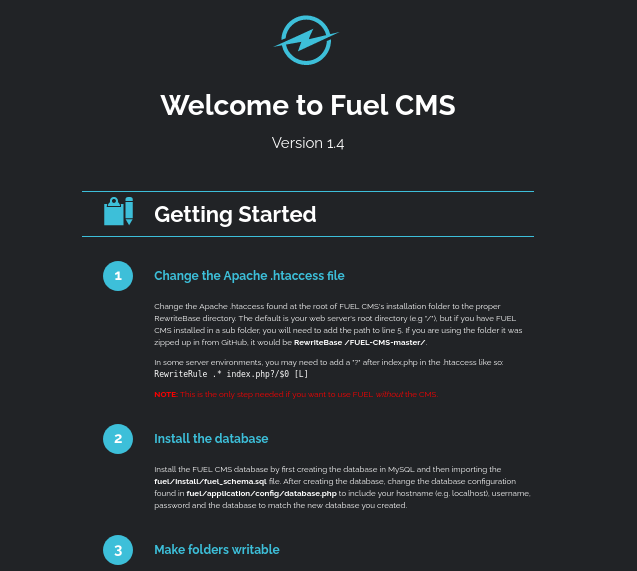 Welcome to Fuel CMS
Version 1.4
Getting Started
1
Change the Apache .htaccess file
Change the Apache .htaccess found at the root of FUEL CMS's installation folder to the proper
RewriteBase directory. The default is your web server's root directory (e.g "/"), but if you have FUEL
CMS installed in a sub folder, you will need to add the path to line 5. If you are using the folder it was
zipped up in from GitHub, it would be RewriteBase /FUEL-CMS-master/.
In some server environments, you may need to add a "?" after index.php in the .htaccess like so:
RewriteRule .* index.php?/$0 [L]
NOTE: This is the only step needed if you want to use FUEL without the CMS.
2
Install the database
Install the FUEL CMS database by first creating the database in MySQL and then importing the
fuel/install/fuel_schema.sql file. After creating the database, change the database configuration
found in fuel/application/config/database.php to include your hostname (e.g. localhost), username,
password and the database to match the new database you created.
3
Make folders writable